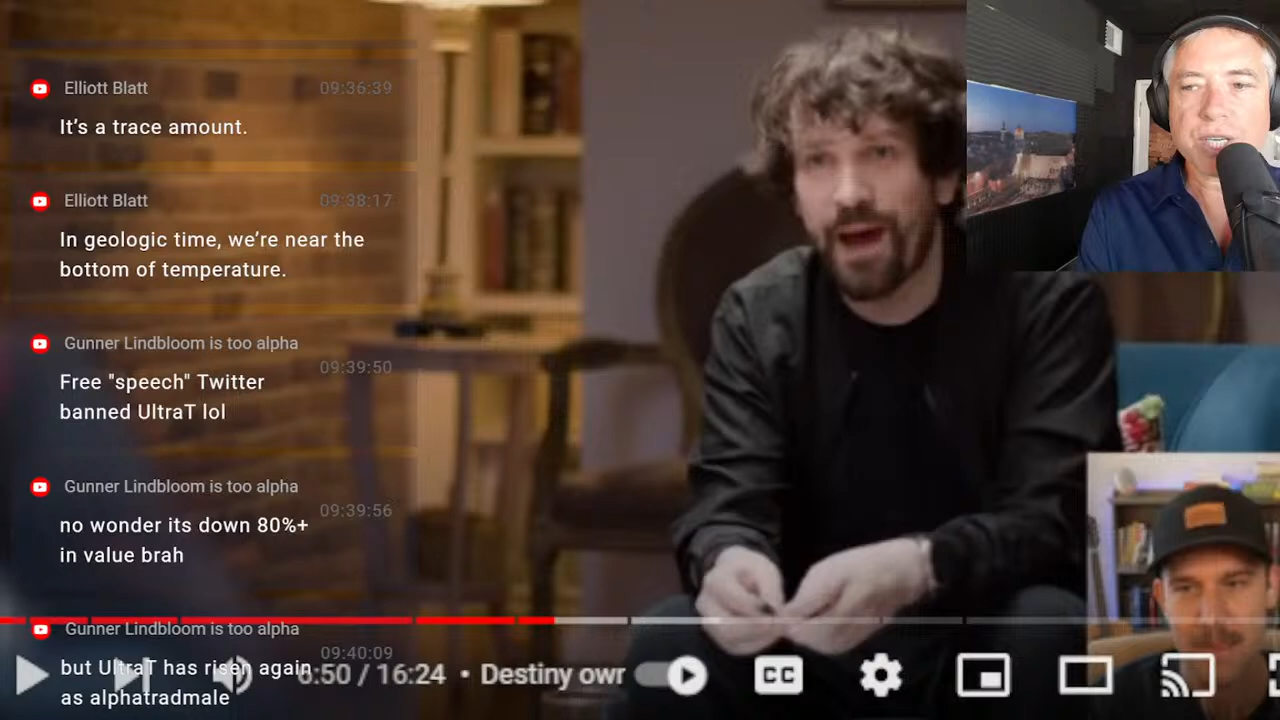 Elliott Blatt 09:36:39
It's a trace amount.
Elliott Blatt 09:38:17
In geologic time, we're near the
bottom of temperature.
Gunner Lindbloom is too alpha
09:39:50
Free "speech" Twitter
banned UltraT lol
Gunner Lindbloom is too alpha
09:39:56
no wonder its down 80%+
in value brah
Gunner Lindbloom is too alpha
09:40:09
but UltraT has risen again
as alphatradmale
8:50 / 16:24 • Destiny owr
CC